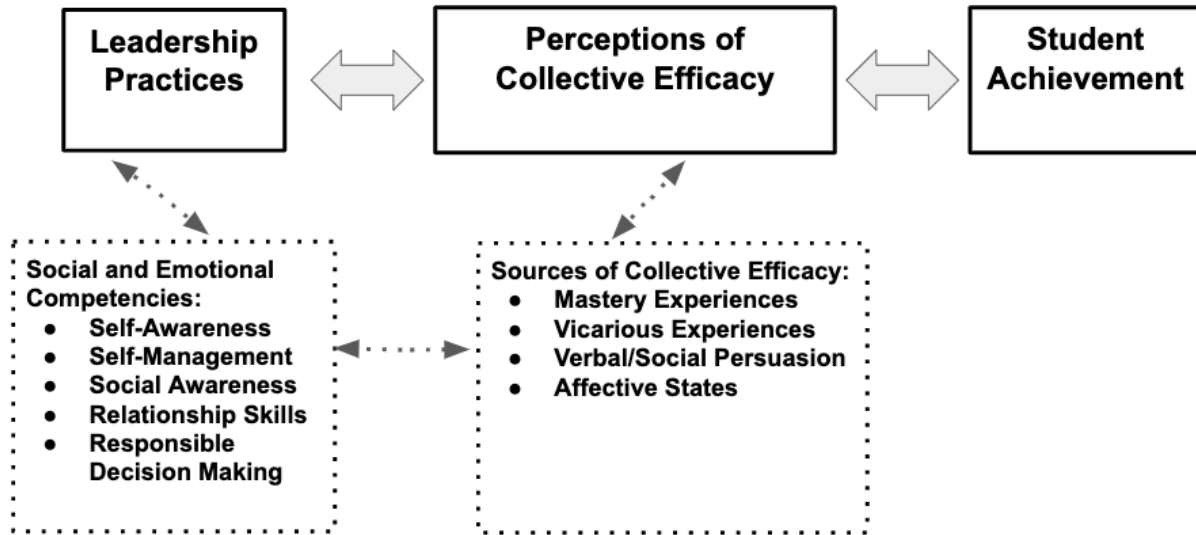 Leadership
Practices
Perceptions of
Collective Efficacy
Student
Achievement
Social and Emotional
Competencies:
● Self-Awareness
● Self-Management
● Social Awareness
● Relationship Skills
● Responsible
Decision Making
Sources of Collective Efficacy:
● Mastery Experiences
● Vicarious Experiences
● Verbal/Social Persuasion
● Affective States